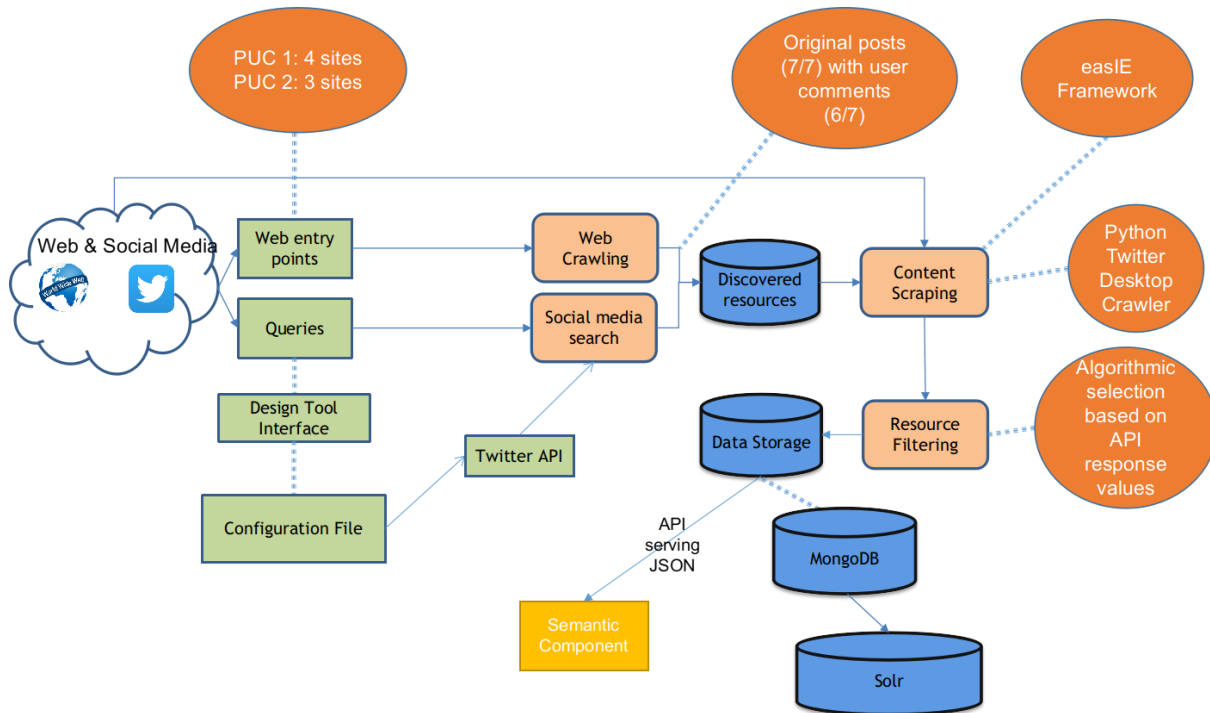 PUC 1: 4 sites
PUC 2: 3 sites
Original posts
(7/7) with user
comments
(6/7)
easIE
Framework
Web & Social Media
World Wide Web
Web entry
points
Web
Crawling
Discovered
resources
Content
Scraping
Python
Twitter
Desktop
Crawler
Queries
Social media
search
Design Tool
Interface
Twitter API
Data Storage
Resource
Filtering
Algorithmic
selection
based on
API
response
values
Configuration File
API
serving
JSON
MongoDB
Semantic
Component
Solr